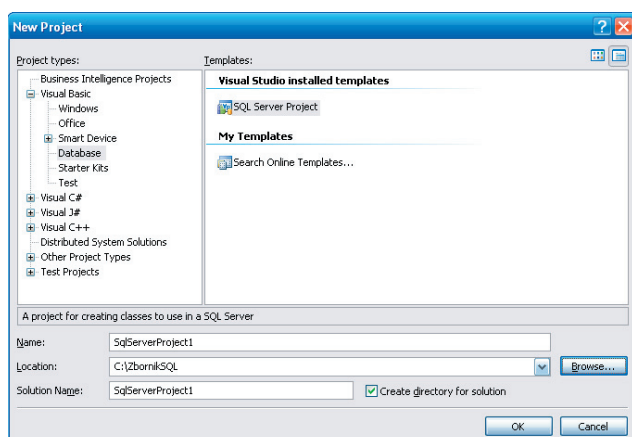 New Project
Project types:
Templates:
Business Intelligence Projects
Visual Basic
Windows
Office
Smart Device
Database
Starter Kits
Test
Visual C#
Visual J#
Visual C++
Distributed System Solutions
Other Project Types
Test Projects
Visual Studio installed templates
SQL Server Project
My Templates
Search Online Templates...
A project for creating classes to use in a SQL Server
Name:
SqlServerProject1
Location:
C:\ZbornikSQL
Browse...
Solution Name:
SqlServerProject1
Create directory for solution
OK
Cancel